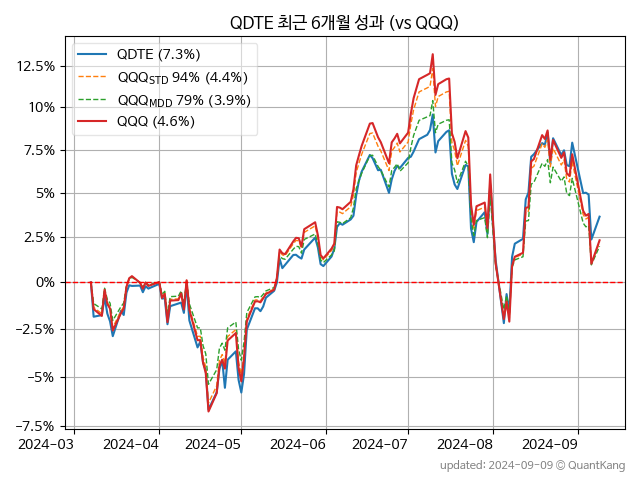 QDTE 최근 6개월 성과 (vs QQQ)
QDTE (7.3%)
QQQSTD 94% (4.4%)
QQQMDD 79% (3.9%)
QQQ (4.6%)
12.5%
10%
7.5%
5%
2.5%
0%
−2.5%
−5%
−7.5%
2024-03 2024-04 2024-05 2024-06 2024-07 2024-08 2024-09
updated: 2024-09-09 © QuantKang